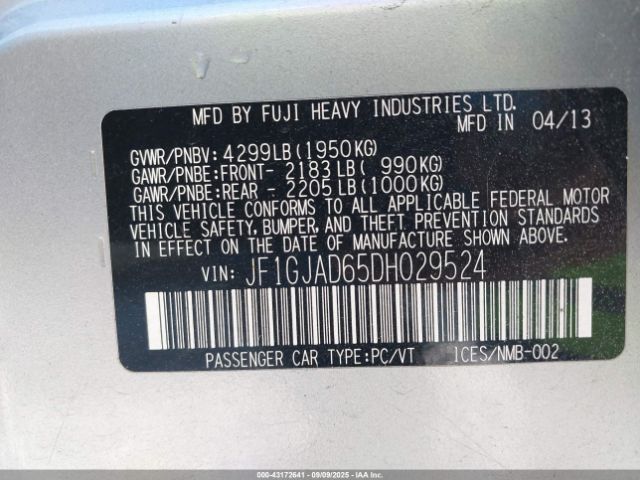 MFD BY FUJI HEAVY INDUSTRIES LTD.
MFD IN 04/13
GVWR/PNBV: 4299LB(1950KG)
GAWR/PNBE:FRONT- 2183LB( 990KG)
GAWR/PNBE:REAR - 2205LB(1000KG)
THIS VEHICLE CONFORMS TO ALL APPLICABLE FEDERAL MOTOR
VEHICLE SAFETY, BUMPER, AND THEFT PREVENTION STANDARDS
IN EFFECT ON THE DATE OF MANUFACTURE SHOWN ABOVE.
VIN: JF1GJAD65DH029524
PASSENGER CAR TYPE:PC/VT ICES/NMB-002
000-43172641 - 09/09/2025 - IAAI.COM